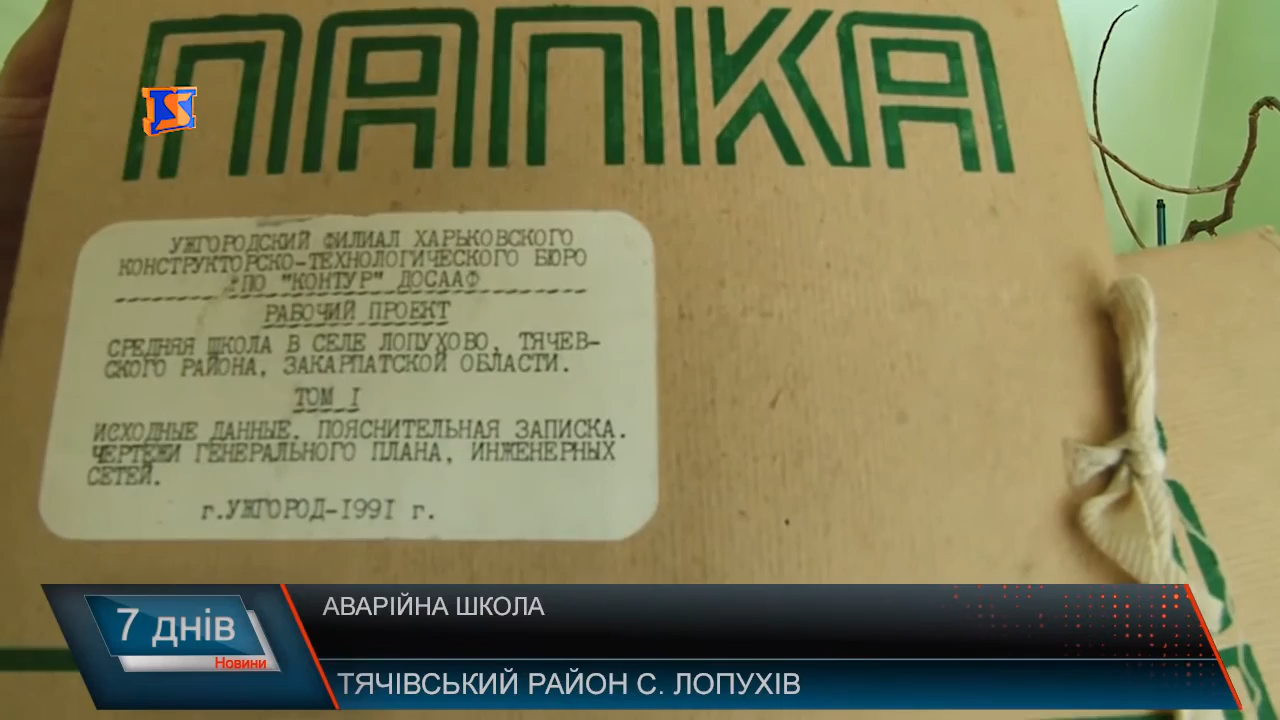 ПАПКА
УЖГОРОДСКИЙ ФИЛИАЛ ХАРЬКОВСКОГО
КОНСТРУКТОРСКО-ТЕХНОЛОГИЧЕСКОГО БЮРО
ПО "КОНТУР" ДОСААФ
РАБОЧИЙ ПРОЕКТ
СРЕДНЯЯ ШКОЛА В СЕЛЕ ЛОПУХОВО, ТЯЧЕВ-
СКОГО РАЙОНА, ЗАКАРПАТСКОЙ ОБЛАСТИ.
ТОМ I
ИСХОДНЫЕ ДАННЫЕ. ПОЯСНИТЕЛЬНАЯ ЗАПИСКА.
ЧЕРТЕЖИ ГЕНЕРАЛЬНОГО ПЛАНА, ИНЖЕНЕРНЫХ
СЕТЕЙ.
г.УЖГОРОД-1991 г.
7 днів
Новини
АВАРІЙНА ШКОЛА
ТЯЧІВСЬКИЙ РАЙОН С. ЛОПУХІВ